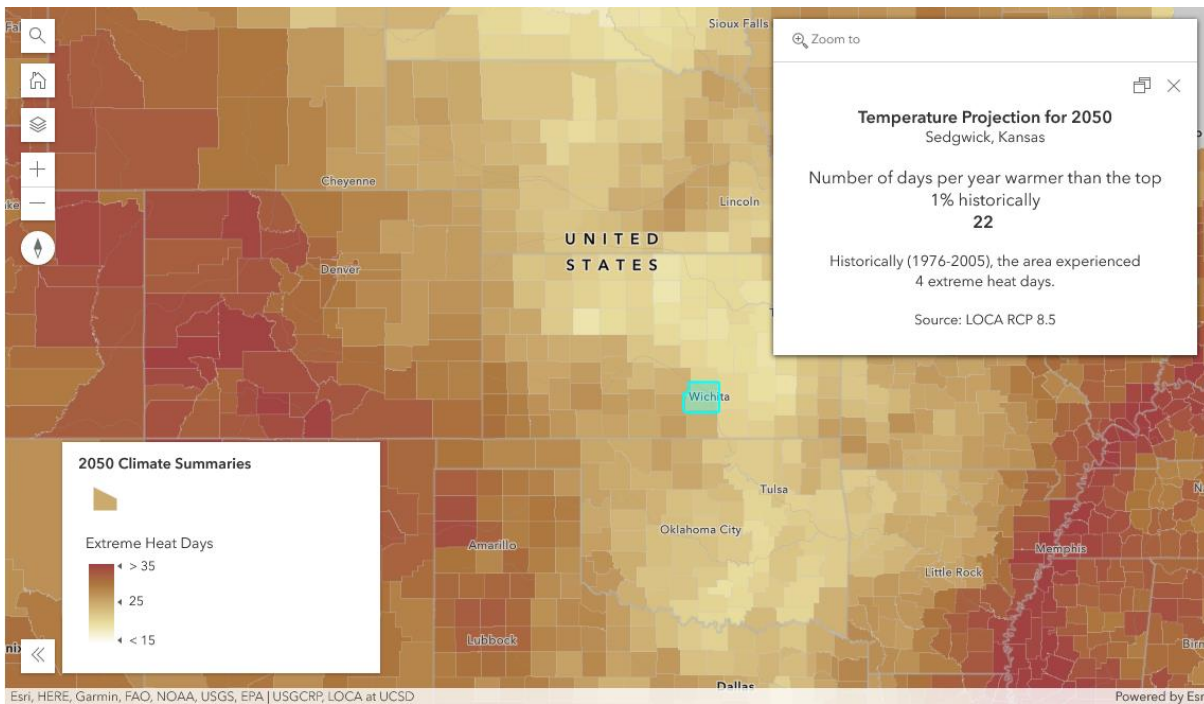 Sioux Falls
Zoom to
Temperature Projection for 2050
Sedgwick, Kansas
Number of days per year warmer than the top
1% historically
22
Historically (1976-2005), the area experienced
4 extreme heat days.
Source: LOCA RCP 8.5
Cheyenne
Lincoln
UNITED
STATES
Denver
Wichita
2050 Climate Summaries
Extreme Heat Days
> 35
25
< 15
Tulsa
Oklahoma City
Amarillo
Memphis
Little Rock
Lubbock
Dallas
Esri, HERE, Garmin, FAO, NOAA, USGS, EPA | USGCRP, LOCA at UCSD
Powered by Esr